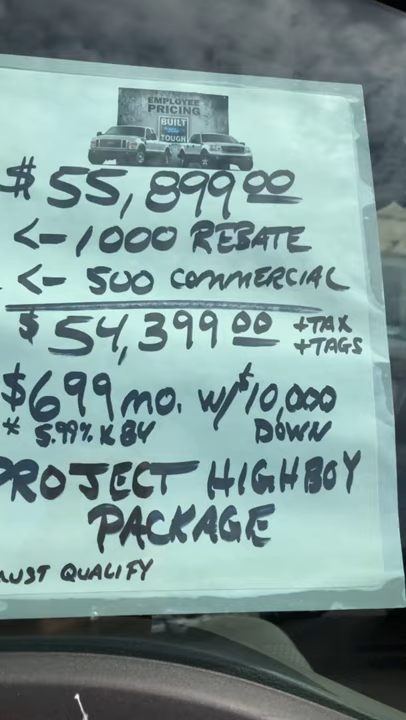 EMPLOYEE
PRICING
BUILT
TOUGH
$55,899.00
<-1000 REBATE
<- 500 COMMERCIAL
$54,399.00 +TAX
+TAGS
$699 mo. w/$10,000
* 5.99% x 84 DOWN
PROJECT HIGHBOY
PACKAGE
MUST QUALIFY